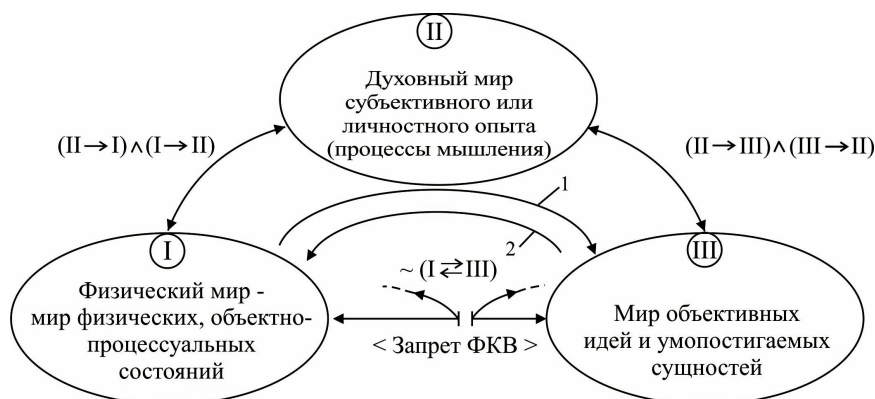 II
Духовный мир
субъективного или
личностного опыта
(процессы мышления)
(II→I)∧(I→II)
(II→III)∧(III→II)
1
2
I
Физический мир -
мир физических, объектно-
процессуальных
состояний
~ (I⇄III)
< Запрет ФКВ >
III
Мир объективных
идей и умопостигаемых
сущностей